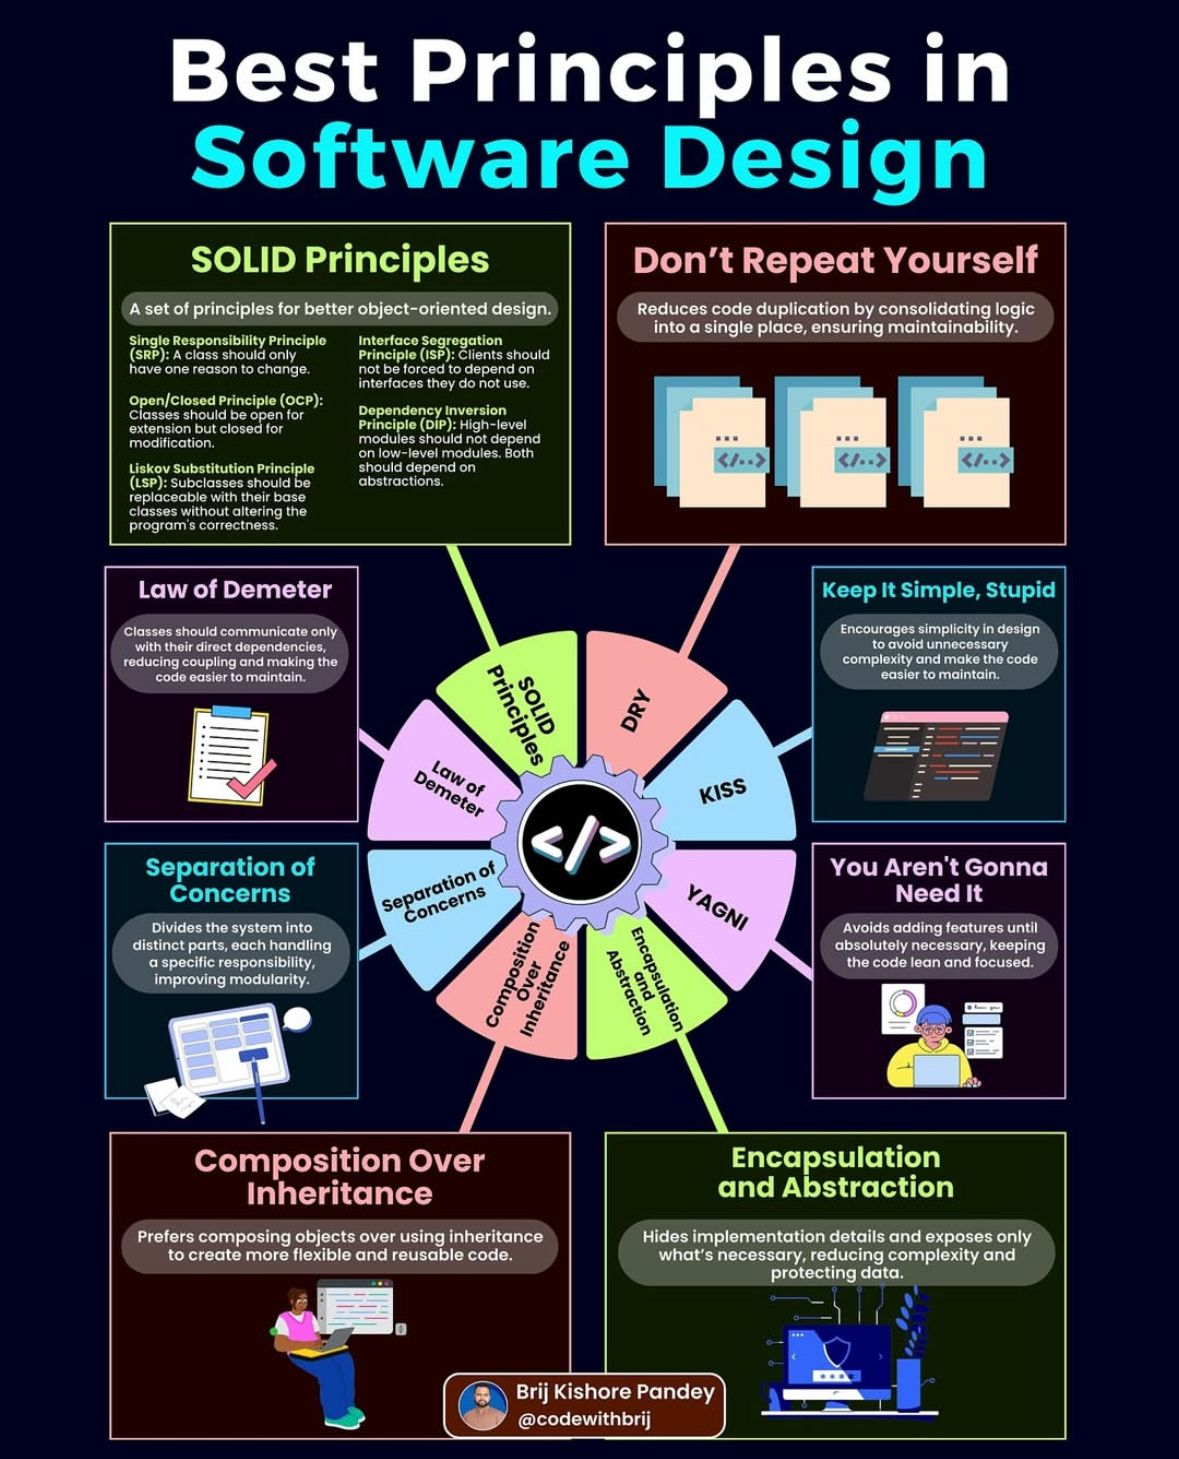 Best Principles in
Software Design
SOLID Principles
A set of principles for better object-oriented design.
Single Responsibility Principle
(SRP): A class should only
have one reason to change.
Open/Closed Principle (OCP):
Classes should be open for
extension but closed for
modification.
Liskov Substitution Principle
(LSP): Subclasses should be
replaceable with their base
classes without altering the
program's correctness.
Interface Segregation
Principle (ISP): Clients should
not be forced to depend on
interfaces they do not use.
Dependency Inversion
Principle (DIP): High-level
modules should not depend
on low-level modules. Both
should depend on
abstractions.
Don't Repeat Yourself
Reduces code duplication by consolidating logic
into a single place, ensuring maintainability.
</··>
</··>
</··>
Law of Demeter
Classes should communicate only
with their direct dependencies,
reducing coupling and making the
code easier to maintain.
Keep It Simple, Stupid
Encourages simplicity in design
to avoid unnecessary
complexity and make the code
easier to maintain.
SOLID
Principles
DRY
Law of
Demeter
KISS
</>
Separation of
Concerns
YAGNI
Composition
Over
Inheritance
Encapsulation
and
Abstraction
Separation of
Concerns
Divides the system into
distinct parts, each handling
a specific responsibility,
improving modularity.
You Aren't Gonna
Need It
Avoids adding features until
absolutely necessary, keeping
the code lean and focused.
Composition Over
Inheritance
Prefers composing objects over using inheritance
to create more flexible and reusable code.
Encapsulation
and Abstraction
Hides implementation details and exposes only
what's necessary, reducing complexity and
protecting data.
Brij Kishore Pandey
@codewithbrij